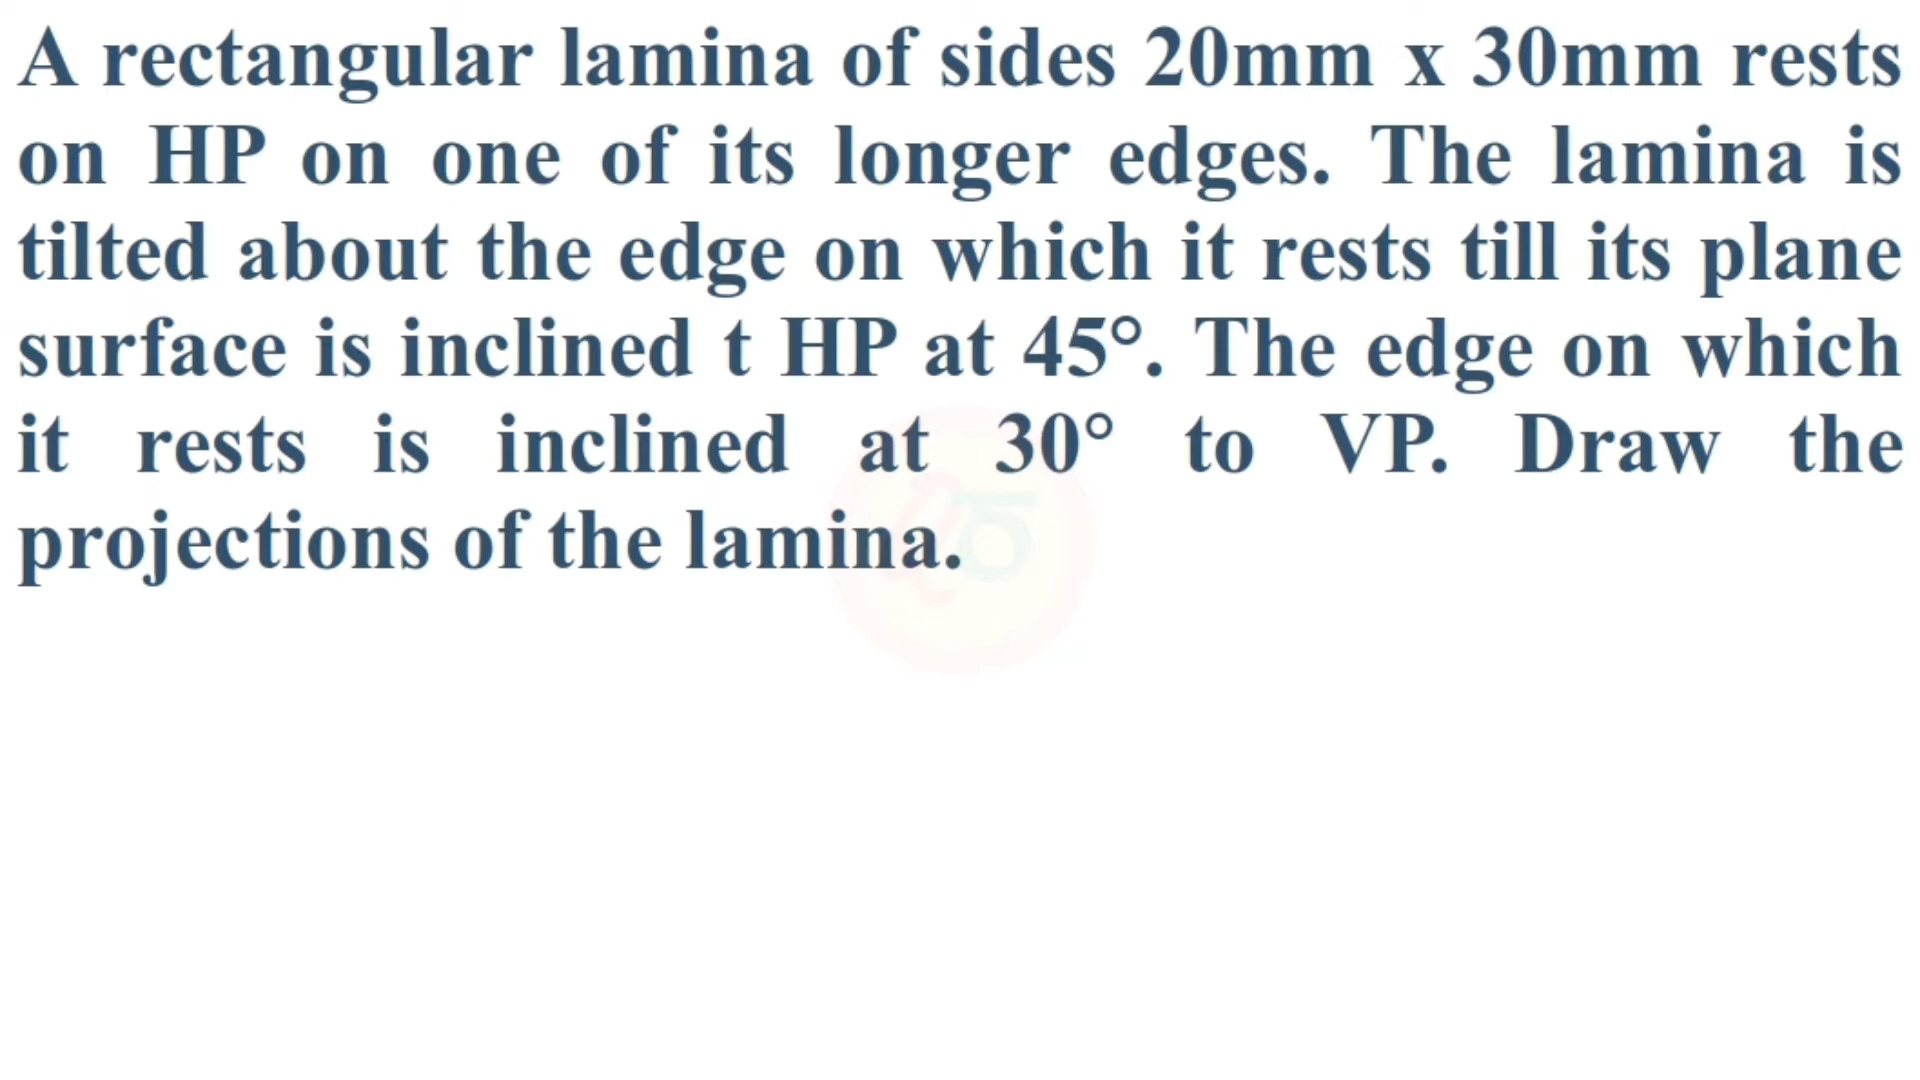 A rectangular lamina of sides 20mm x 30mm rests
on HP on one of its longer edges. The lamina is
tilted about the edge on which it rests till its plane
surface is inclined t HP at 45°. The edge on which
it rests is inclined at 30° to VP. Draw the
projections of the lamina.